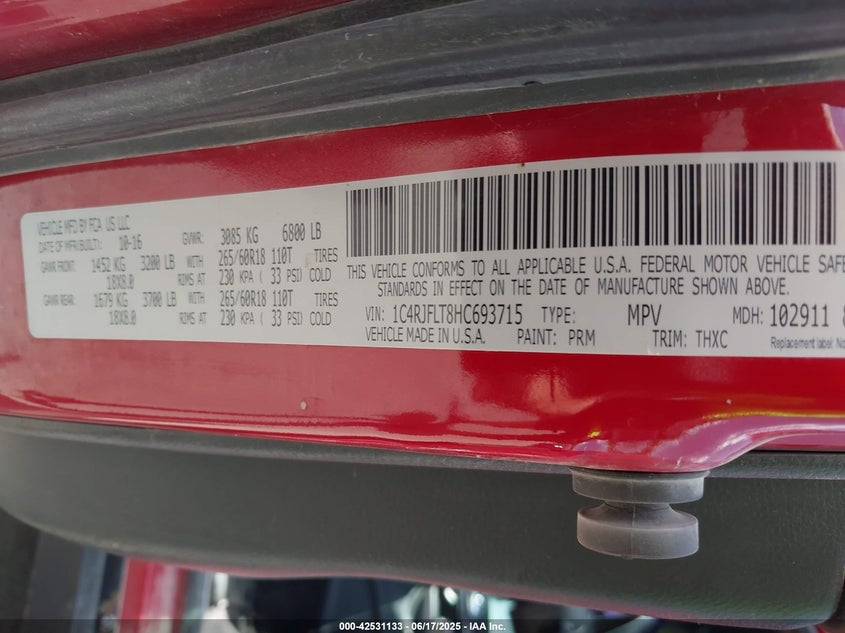 VEHICLE MFD BY FCA US LLC
DATE OF MFR(BUILT): 10-16 GVWR: 3085 KG 6800 LB
GAWR FRONT: 1452 KG 3200 LB WITH 265/60R18 110T TIRES
18X8.0 RIMS AT 230 KPA ( 33 PSI) COLD
GAWR REAR: 1679 KG 3700 LB WITH 265/60R18 110T TIRES
18X8.0 RIMS AT 230 KPA ( 33 PSI) COLD
THIS VEHICLE CONFORMS TO ALL APPLICABLE U.S.A. FEDERAL MOTOR VEHICLE SAFE
STANDARDS IN EFFECT ON THE DATE OF MANUFACTURE SHOWN ABOVE.
VIN: 1C4RJFLT8HC693715 TYPE: MPV MDH: 102911
VEHICLE MADE IN U.S.A. PAINT: PRM TRIM: THXC Replacement label: No
000-42531133 - 06/17/2025 - IAA Inc.